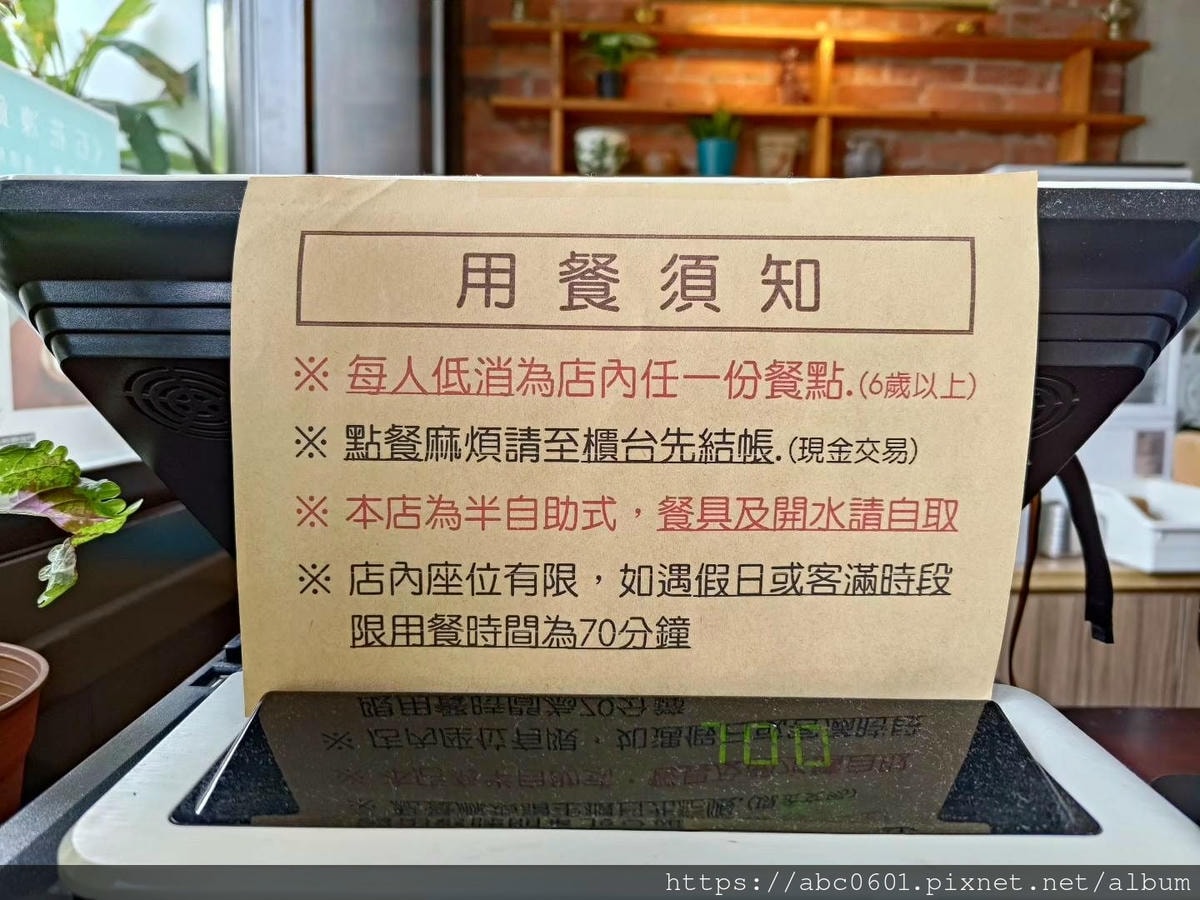 用餐須知
※ 每人低消為店內任一份餐點.(6歲以上)
※ 點餐麻煩請至櫃台先結帳.(現金交易)
※ 本店為半自助式，餐具及開水請自取
※ 店內座位有限，如遇假日或客滿時段
限用餐時間為70分鐘
100
https://abc0601.pixnet.net/album